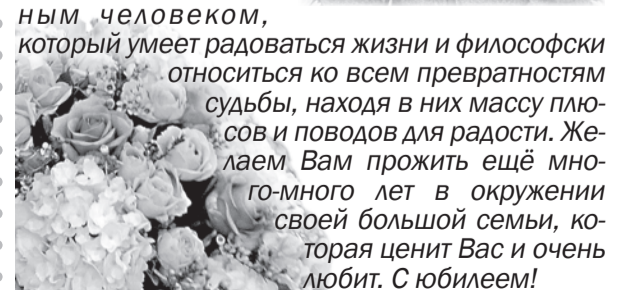 ным человеком,
который умеет радоваться жизни и философски
относиться ко всем превратностям
судьбы, находя в них массу плю-
сов и поводов для радости. Же-
лаем Вам прожить ещё мно-
го-много лет в окружении
своей большой семьи, ко-
торая ценит Вас и очень
любит. С юбилеем!